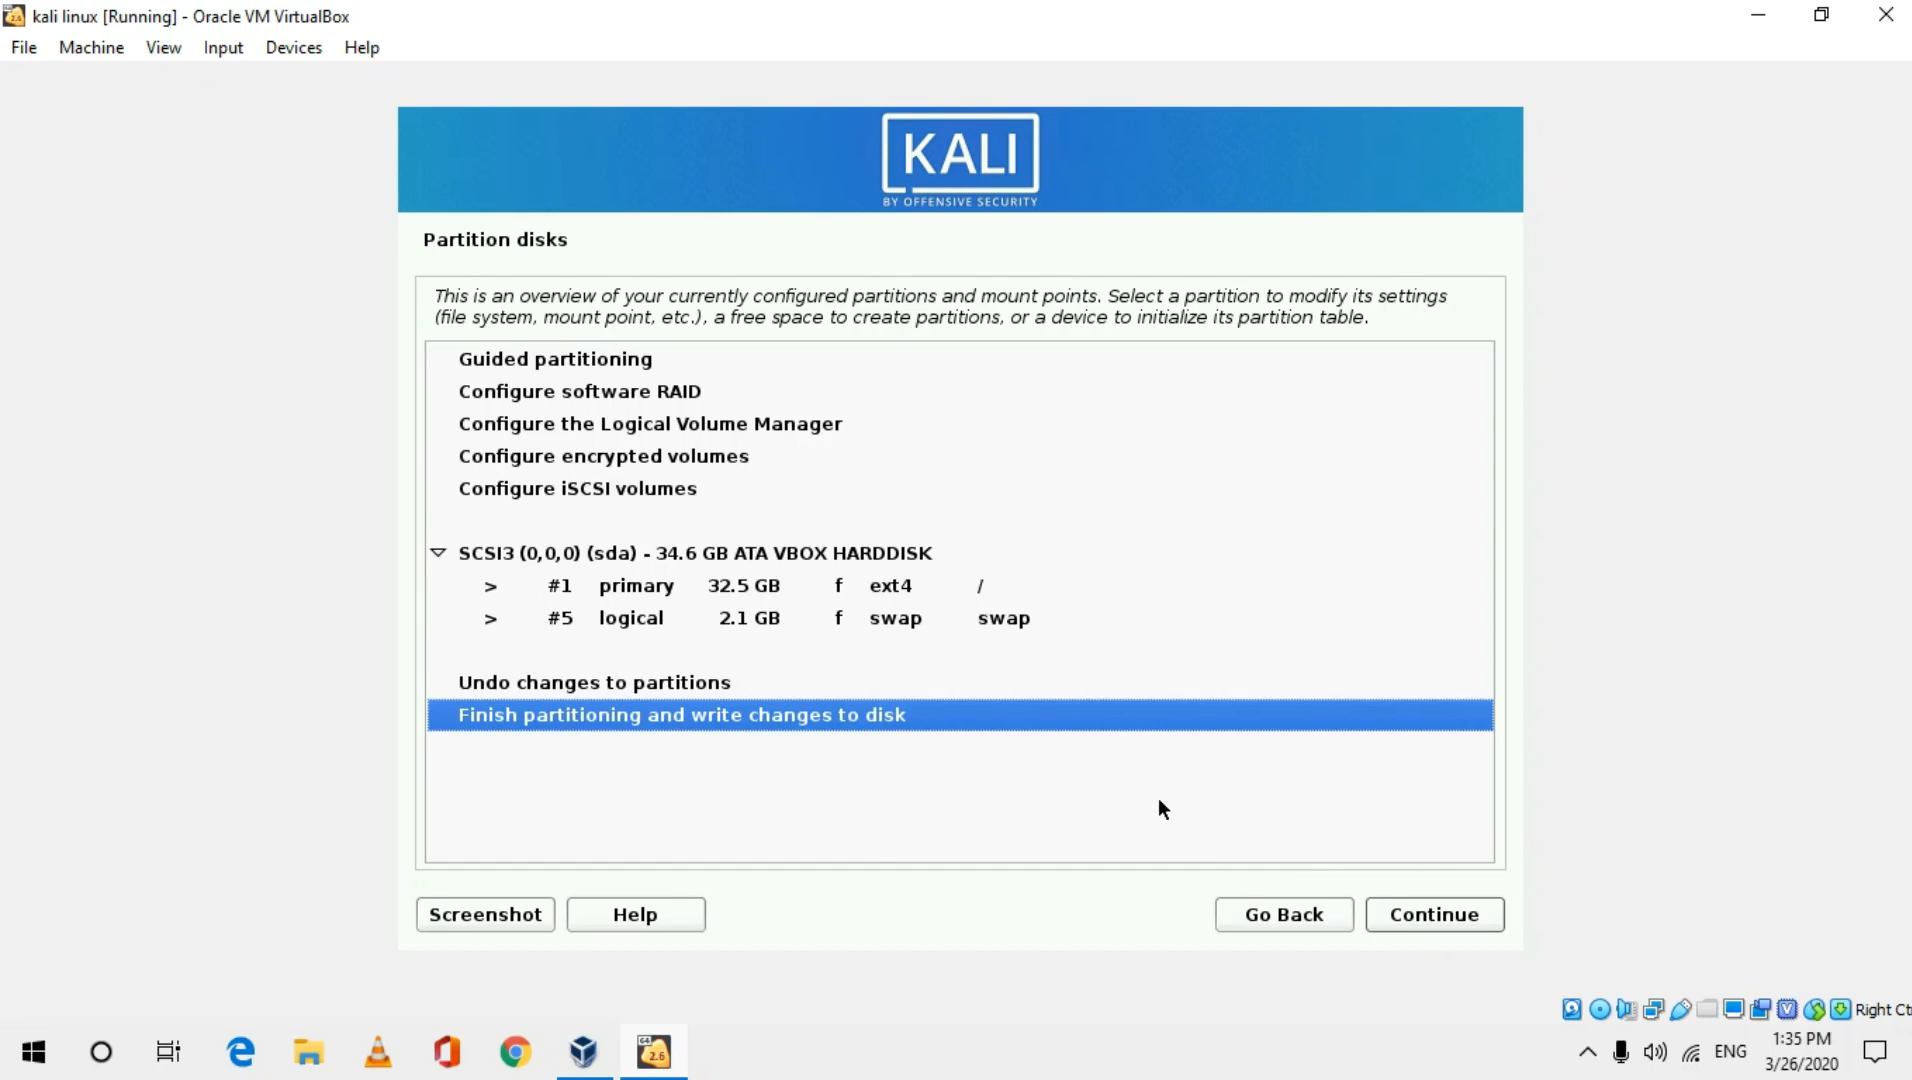 kali linux [Running] - Oracle VM VirtualBox
File Machine View Input Devices Help
KALI
BY OFFENSIVE SECURITY
Partition disks
This is an overview of your currently configured partitions and mount points. Select a partition to modify its settings
(file system, mount point, etc.), a free space to create partitions, or a device to initialize its partition table.
Guided partitioning
Configure software RAID
Configure the Logical Volume Manager
Configure encrypted volumes
Configure iSCSI volumes
SCSI3 (0,0,0) (sda) - 34.6 GB ATA VBOX HARDDISK
> #1 primary 32.5 GB f ext4 /
> #5 logical 2.1 GB f swap swap
Undo changes to partitions
Finish partitioning and write changes to disk
Screenshot Help Go Back Continue
Right Ct
64
2.6
ENG
1:35 PM
3/26/2020